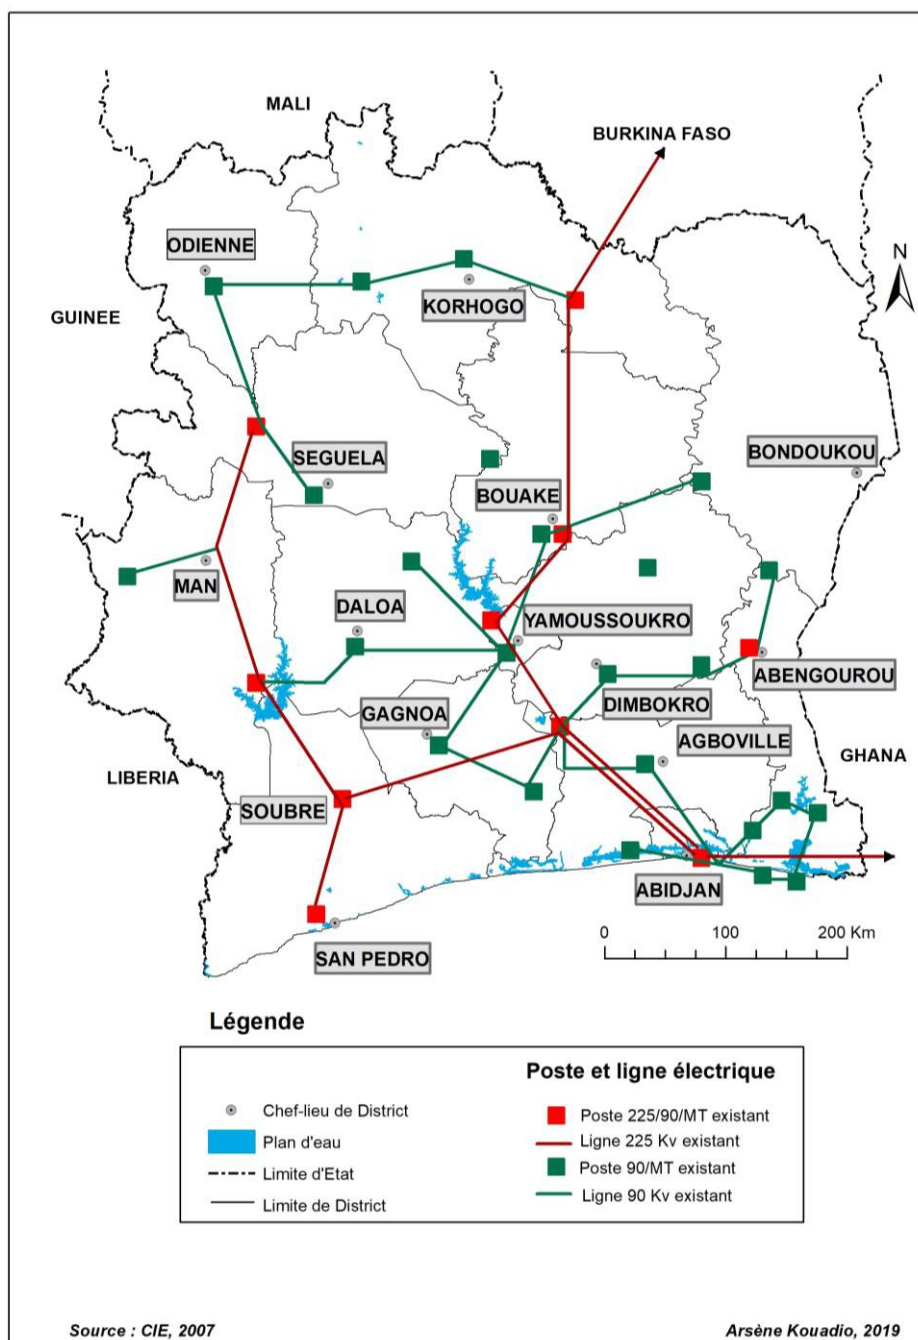 MALI
BURKINA FASO
ODIENNE
N
KORHOGO
GUINEE
SEGUELA
BONDOUKOU
BOUAKE
MAN
DALOA
YAMOUSSOUKRO
ABENGOUROU
DIMBOKRO
GAGNOA
AGBOVILLE
GHANA
LIBERIA
SOUBRE
ABIDJAN
0 100 200 Km
SAN PEDRO
Légende
Poste et ligne électrique
Chef-lieu de District
Plan d'eau
Limite d'Etat
Limite de District
Poste 225/90/MT existant
Ligne 225 Kv existant
Poste 90/MT existant
Ligne 90 Kv existant
Source : CIE, 2007
Arsène Kouadio, 2019